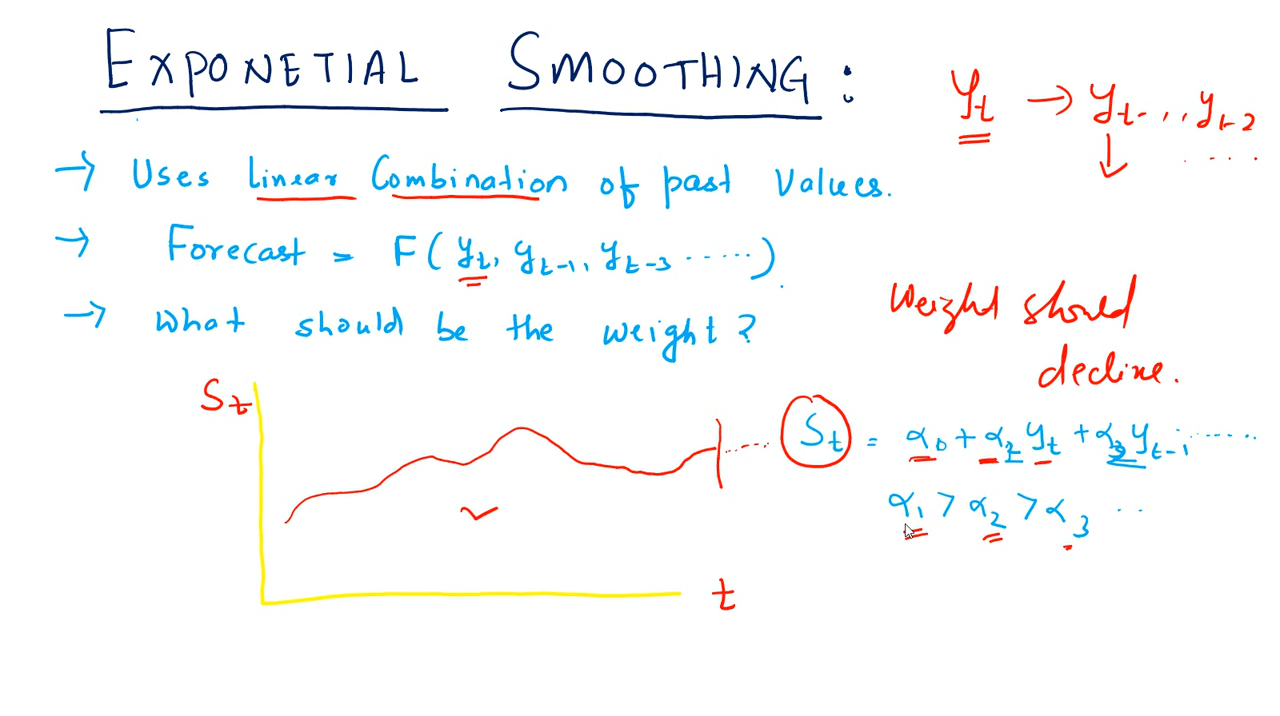 EXPONETIAL SMOOTHING:
yt → yt-..., yt-2
....
→ Uses Linear Combination of past Values.
→ Forecast = F(yt, yt-1, yt-3 .....)
→ What should be the weight?
Weight should
decline.
St
St = α0 + α2 yt + α3 yt-1 .....
α1 > α2 > α3 ..
t